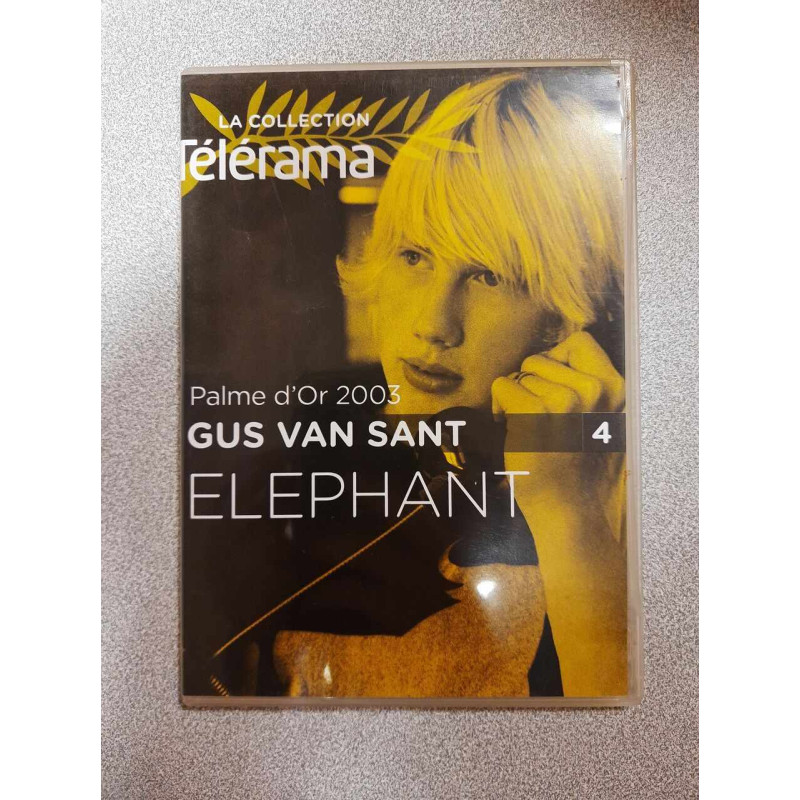 LA COLLECTION
Télérama
Palme d'Or 2003
GUS VAN SANT 4
ELEPHANT